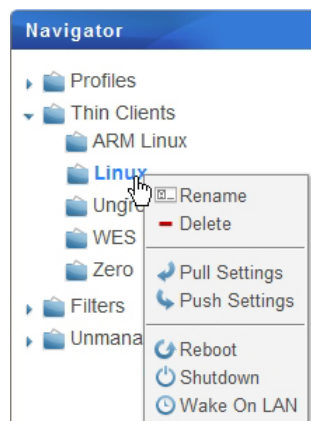 Navigator
Profiles
Thin Clients
ARM Linux
Linux
Rename
Delete
WES
Pull Settings
Zero
Push Settings
Filters
Reboot
Shutdown
Wake On LAN